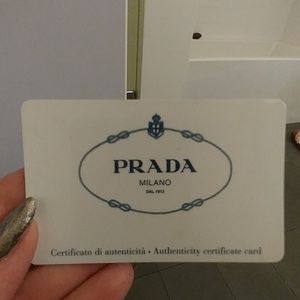 PRADA
MILANO
DAL 1913
Certificato di autenticità • Authenticity certificate card